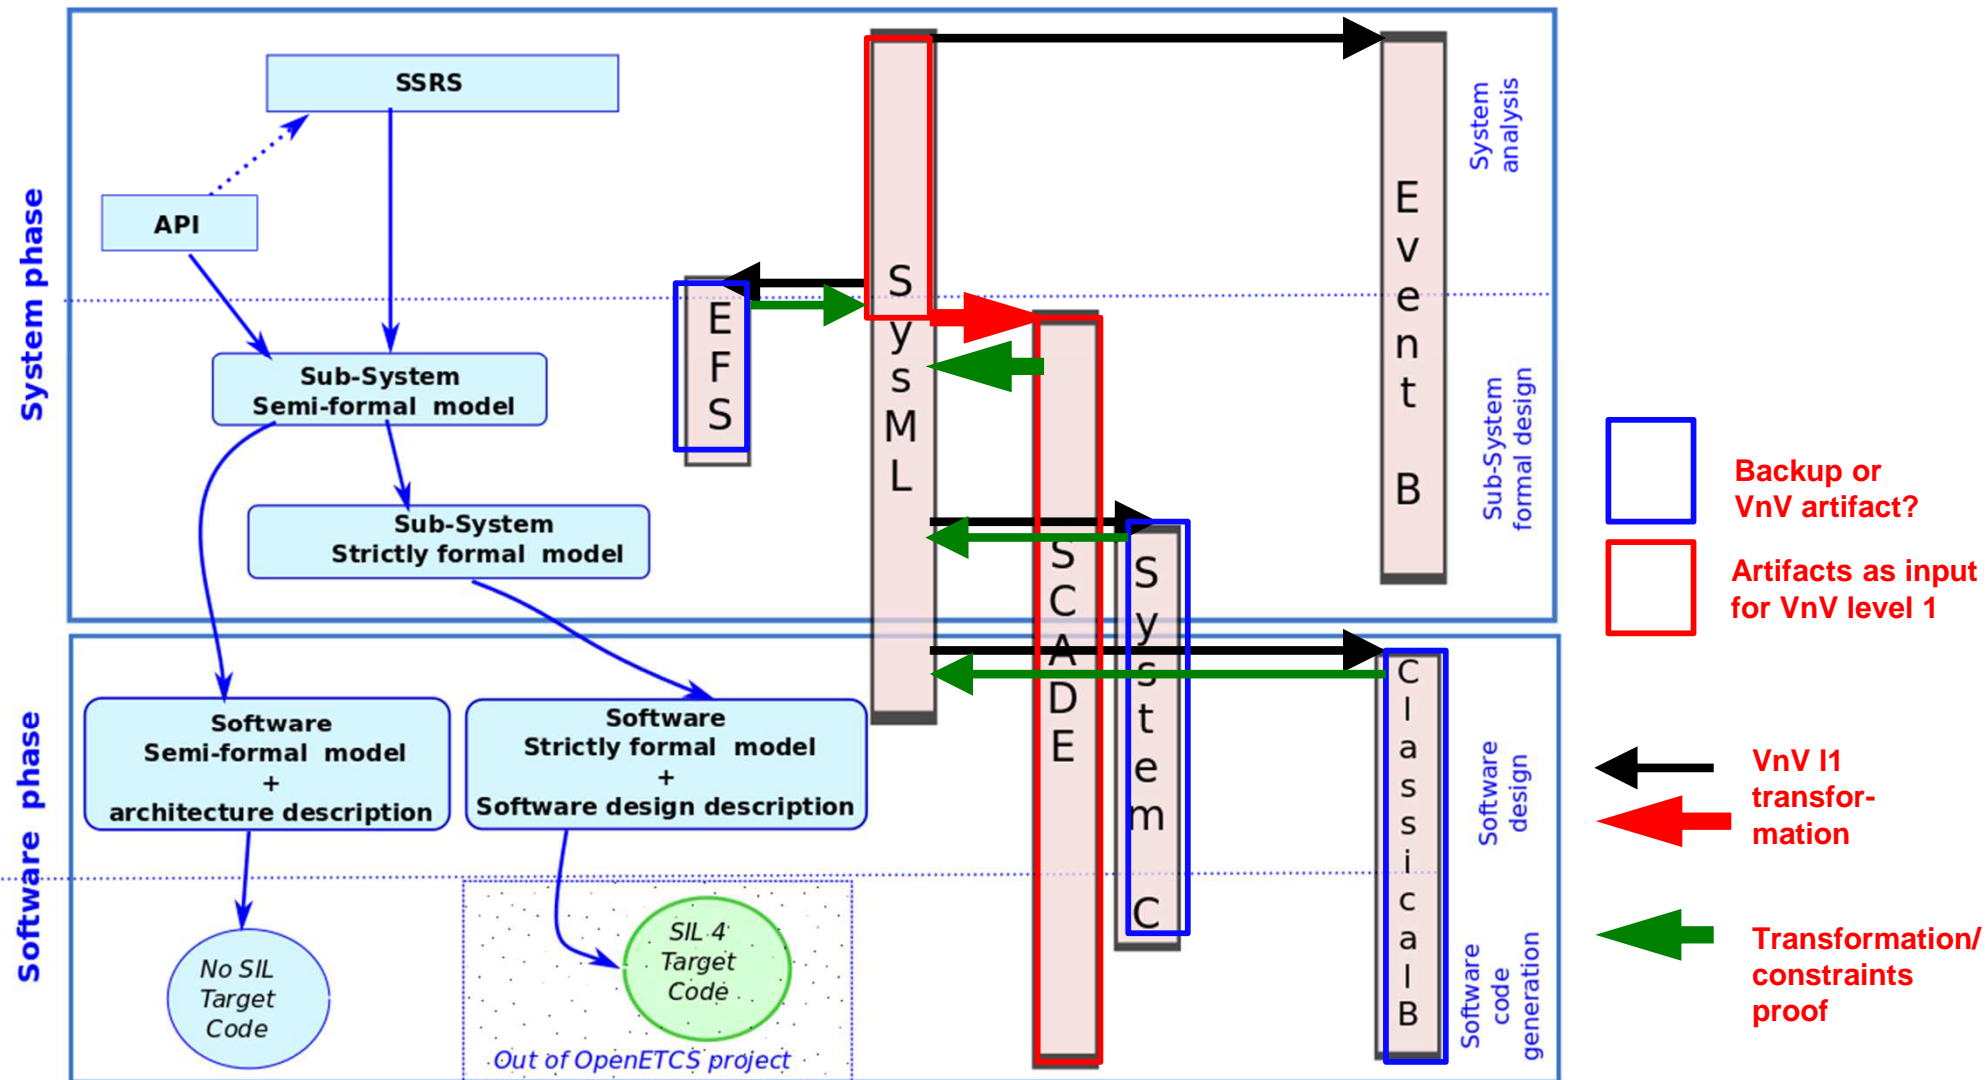 System phase
SSRS
API
Sub-System
Semi-formal model
Sub-System
Strictly formal model
EFS
SysML
SCADE
System C
Event B
System
analysis
Sub-System
formal design
Backup or
VnV artifact?
Artifacts as input
for VnV level 1
Software phase
Software
Semi-formal model
+
architecture description
Software
Strictly formal model
+
Software design description
No SIL
Target
Code
SIL 4
Target
Code
Out of OpenETCS project
ClassicalB
Software
design
Software
code
generation
VnV l1
transfor-
mation
Transformation/
constraints
proof